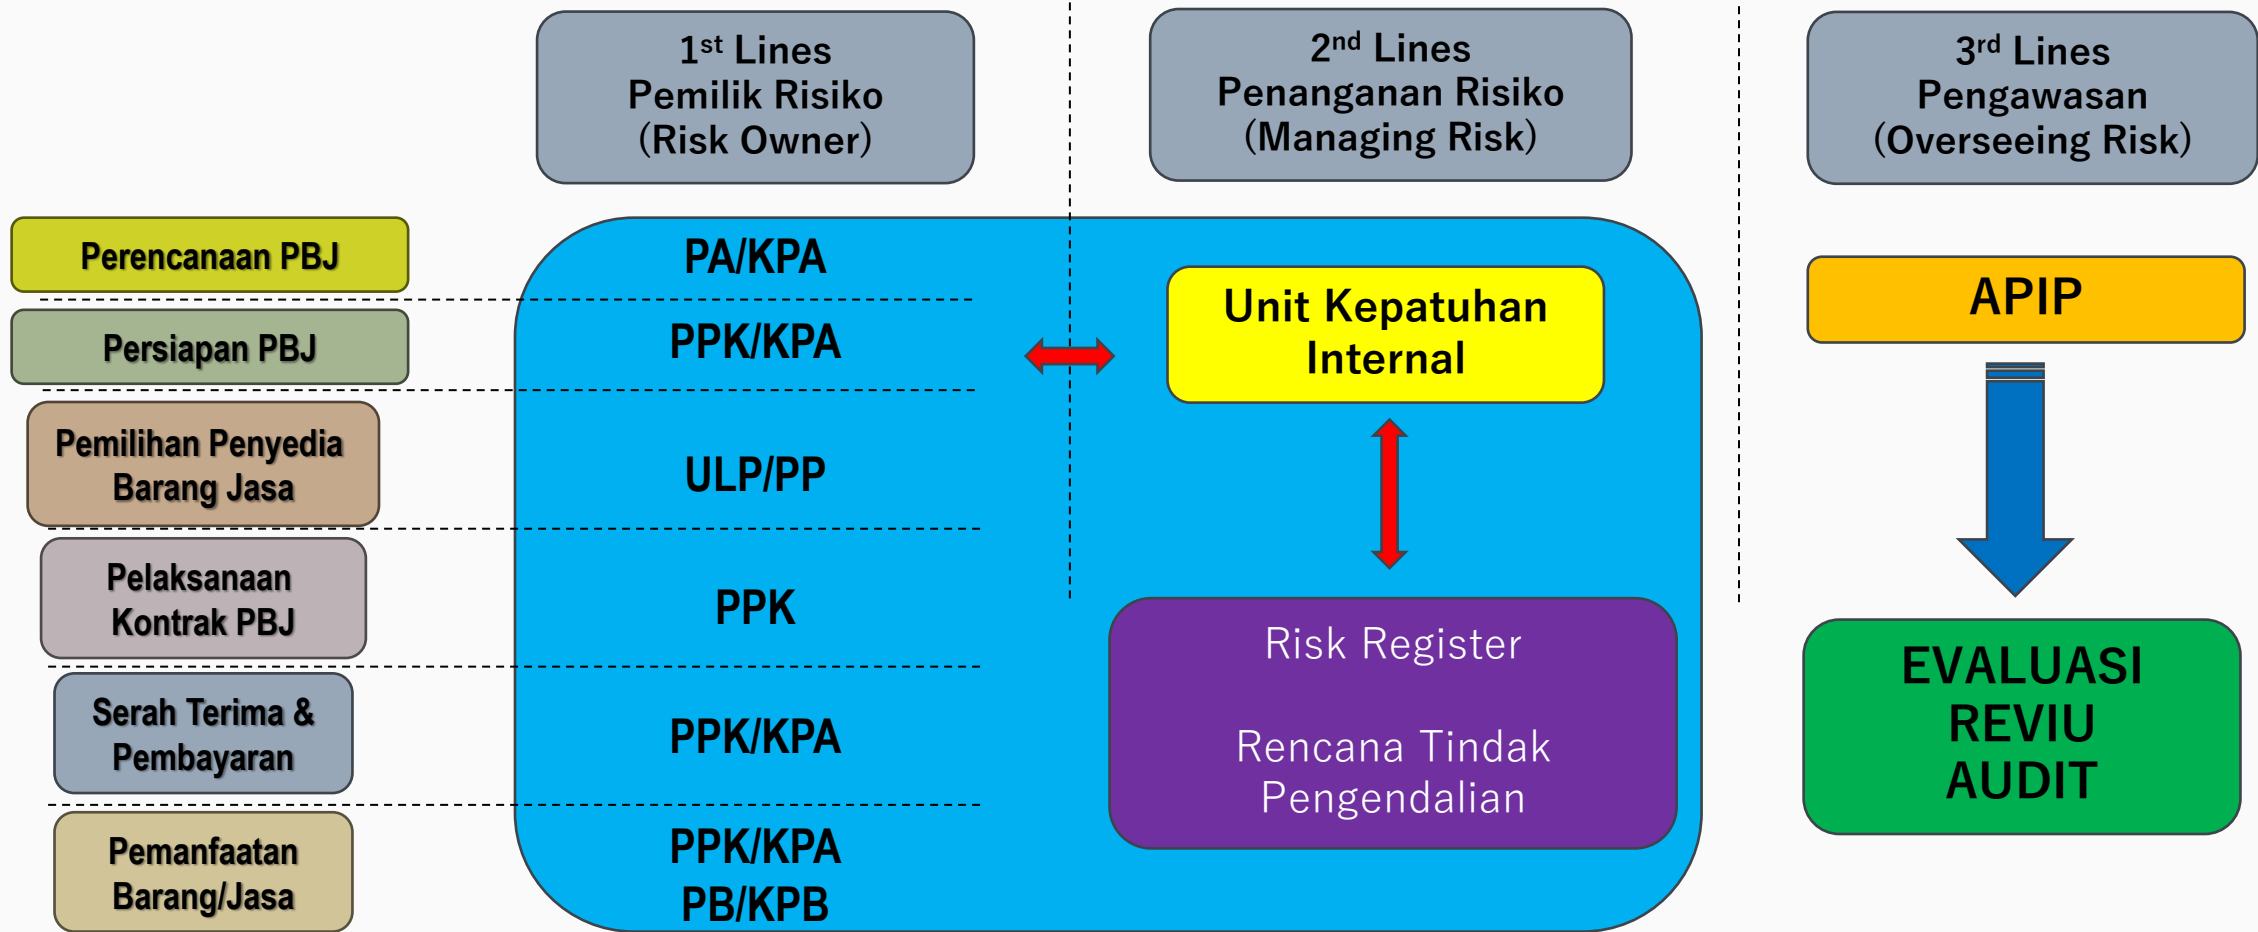 1st Lines
Pemilik Risiko
(Risk Owner)
2nd Lines
Penanganan Risiko
(Managing Risk)
3rd Lines
Pengawasan
(Overseeing Risk)
Perencanaan PBJ
PA/KPA
Persiapan PBJ
PPK/KPA
Pemilihan Penyedia
Barang Jasa
ULP/PP
Pelaksanaan
Kontrak PBJ
PPK
Serah Terima &
Pembayaran
PPK/KPA
Pemanfaatan
Barang/Jasa
PPK/KPA
PB/KPB
Unit Kepatuhan
Internal
Risk Register
Rencana Tindak
Pengendalian
APIP
EVALUASI
REVIU
AUDIT